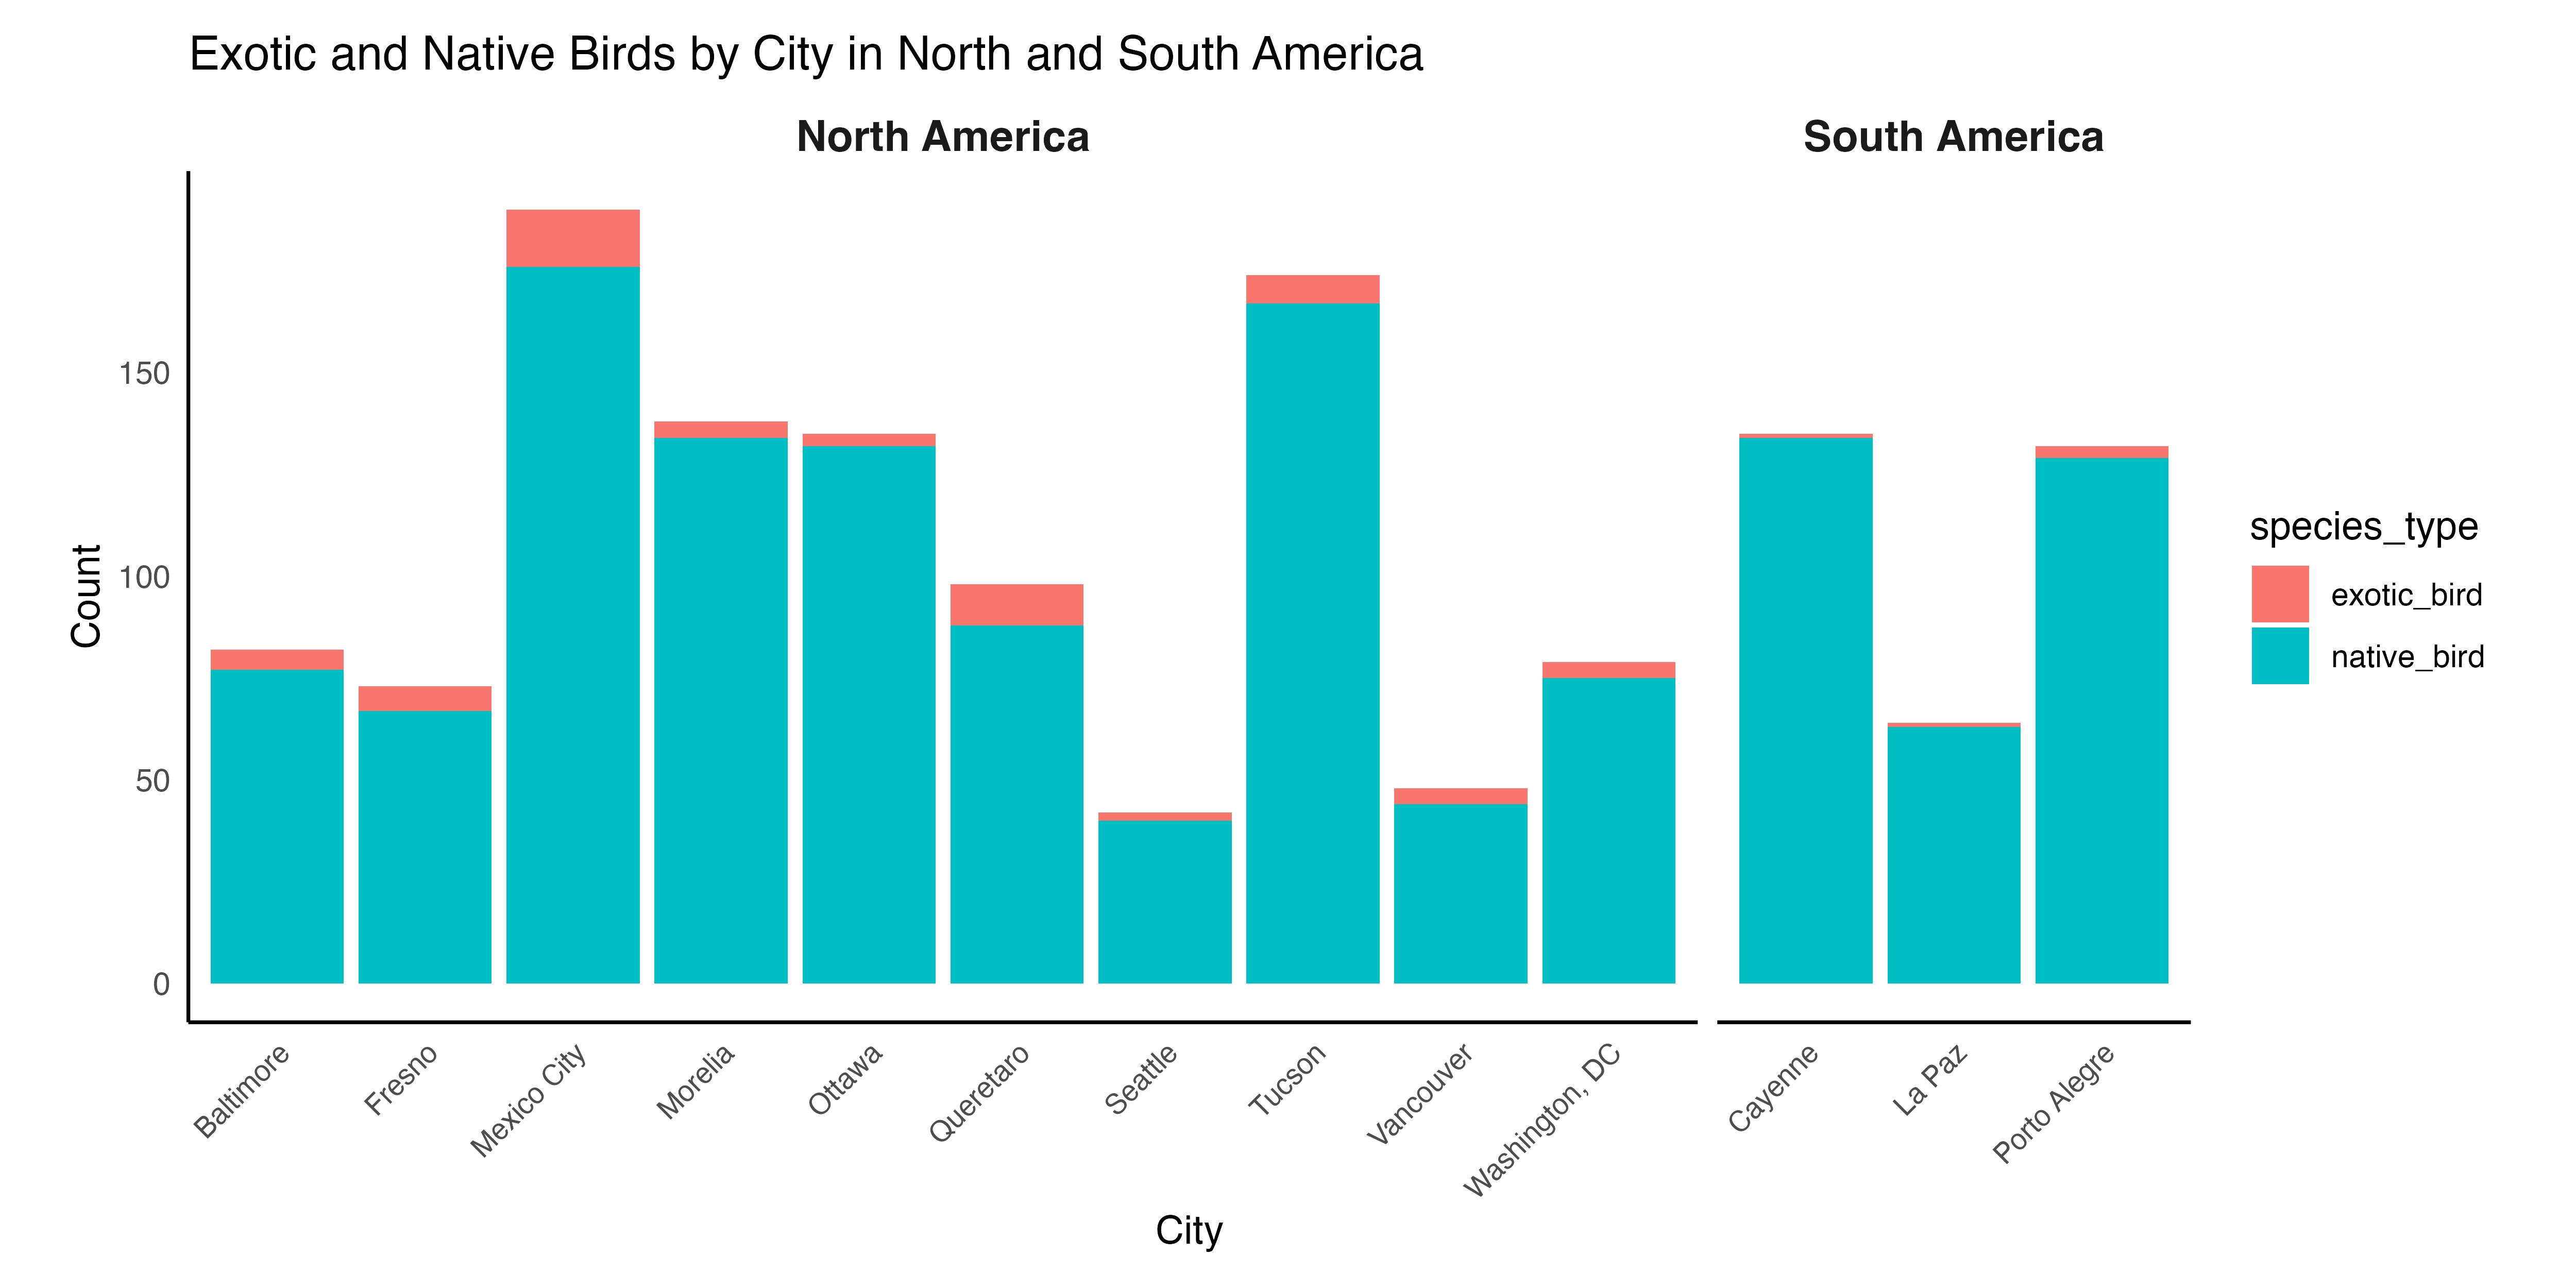 Exotic and Native Birds by City in North and South America
North America
South America
150
100
50
0
Count
Baltimore
Fresno
Mexico City
Morelia
Ottawa
Queretaro
Seattle
Tucson
Vancouver
Washington, DC
Cayenne
La Paz
Porto Alegre
City
species_type
exotic_bird
native_bird